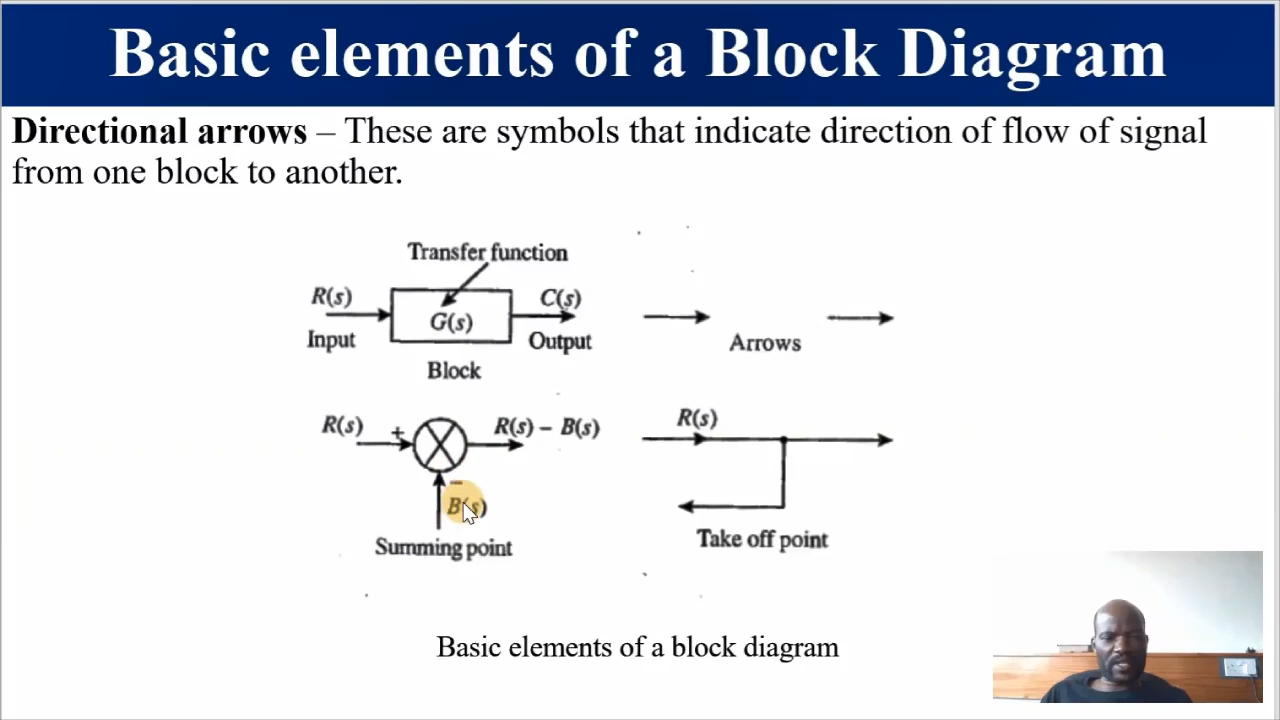 Basic elements of a Block Diagram
Directional arrows – These are symbols that indicate direction of flow of signal
from one block to another.
Transfer function
R(s)
C(s)
G(s)
Input
Output
Block
Arrows
R(s)
+
R(s) – B(s)
–
B(s)
Summing point
R(s)
Take off point
Basic elements of a block diagram